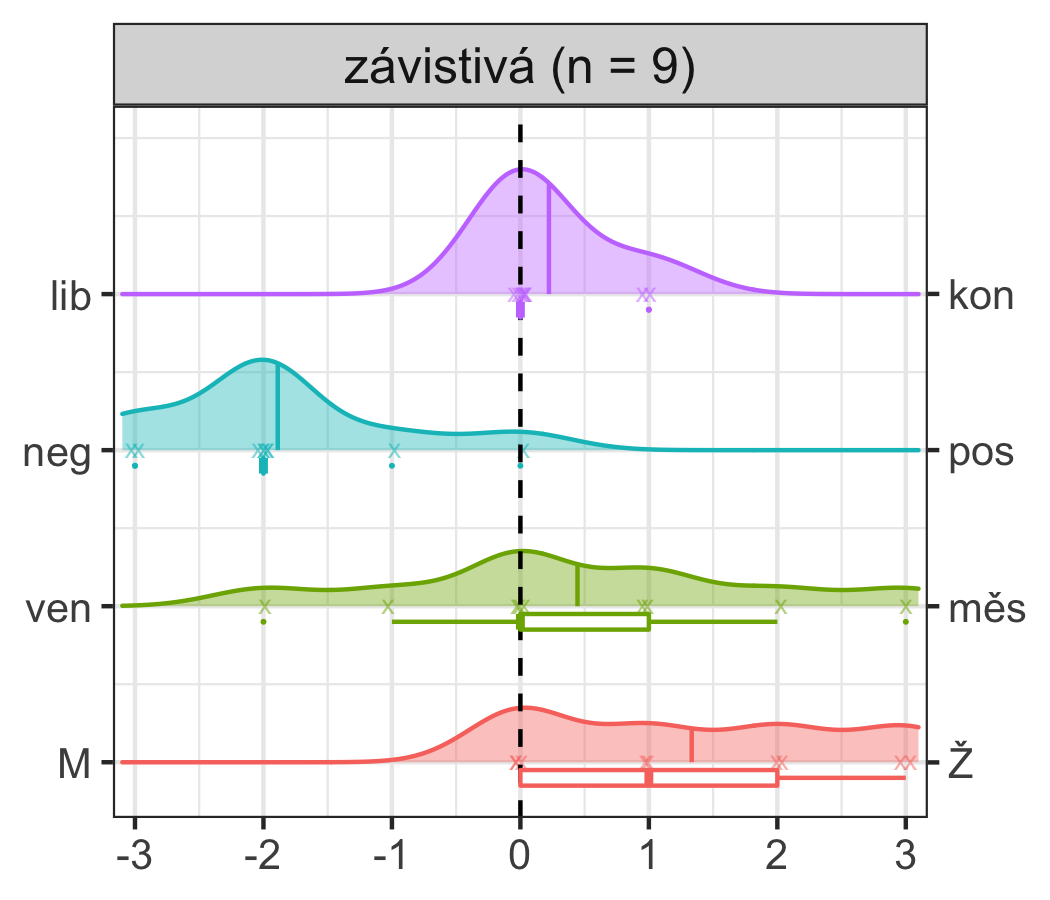 závistivá (n = 9)
lib kon
neg pos
ven měs
M Ž
-3 -2 -1 0 1 2 3